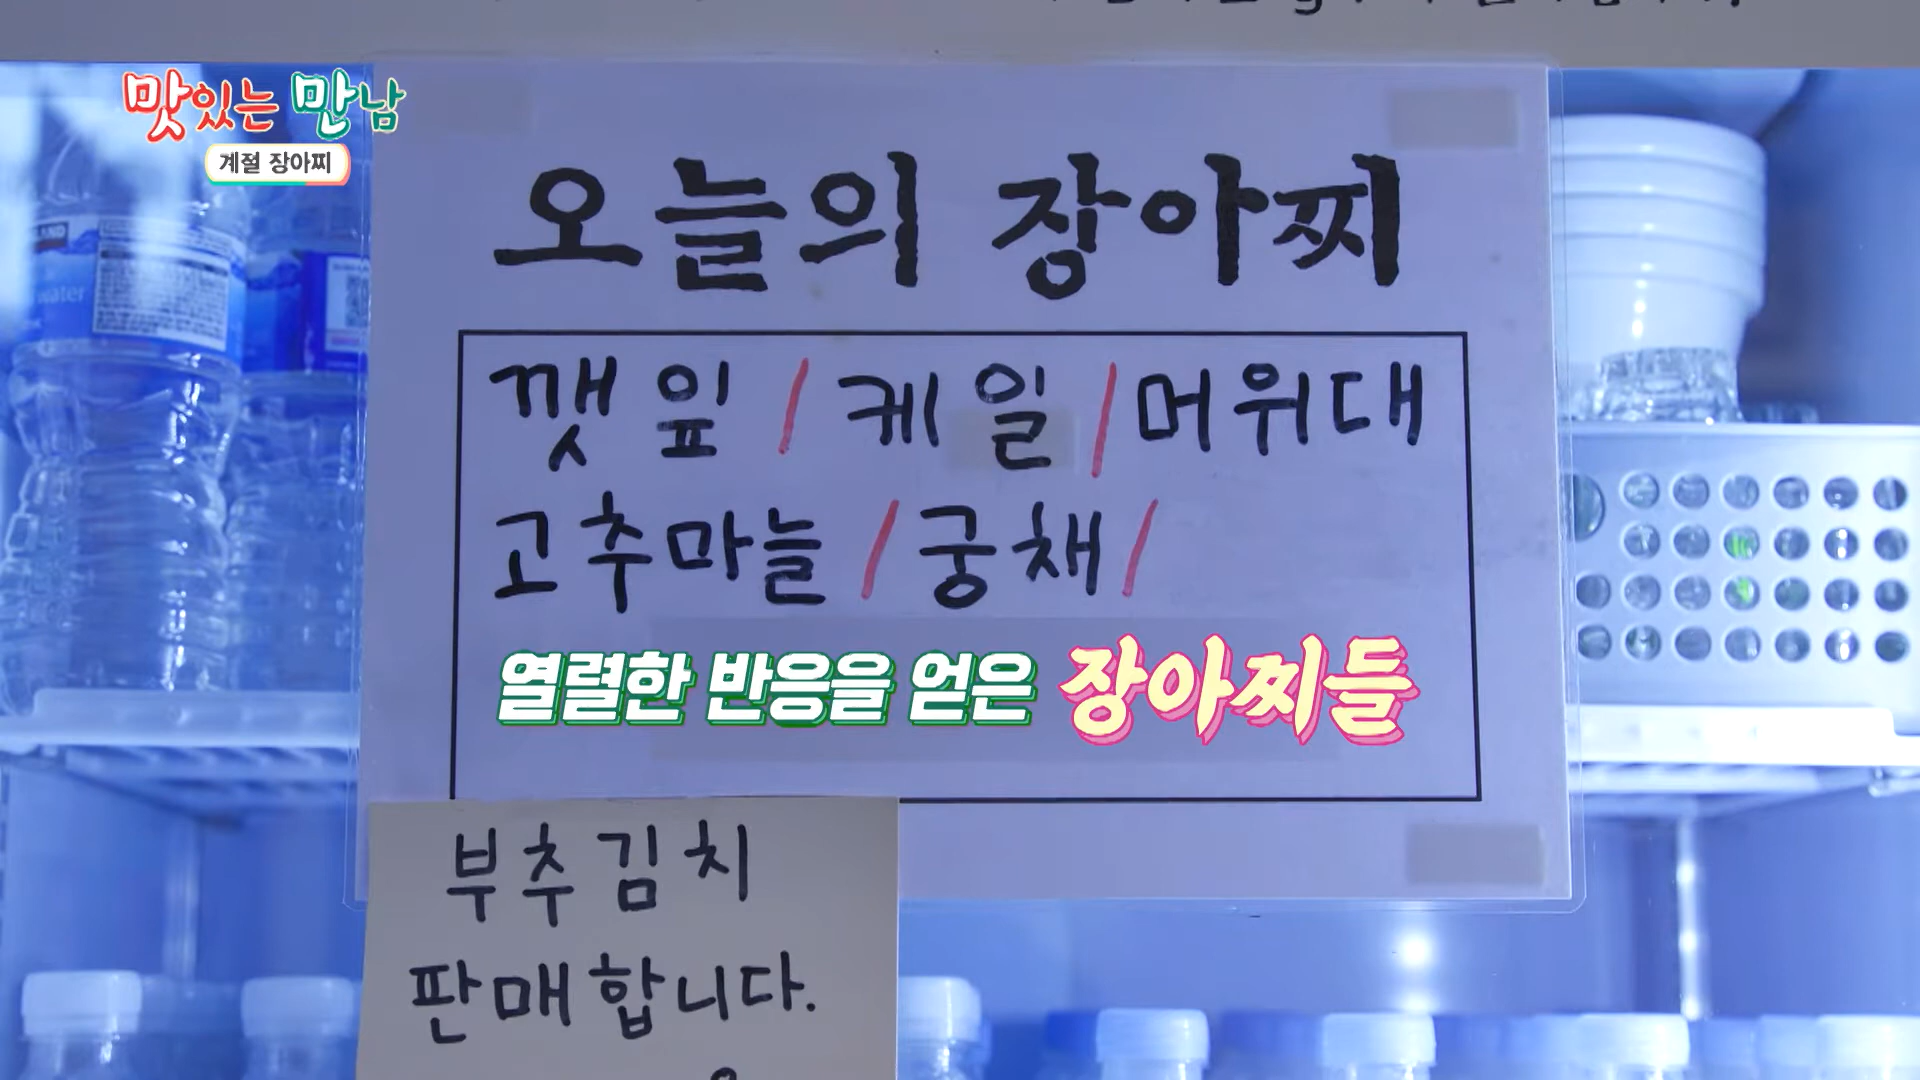 맛있는 만남
계절 장아찌
오늘의 장아찌
깻잎 / 케일 / 머위대
고추마늘 / 궁채 /
열렬한 반응을 얻은 장아찌들
부추김치
판매합니다.
water